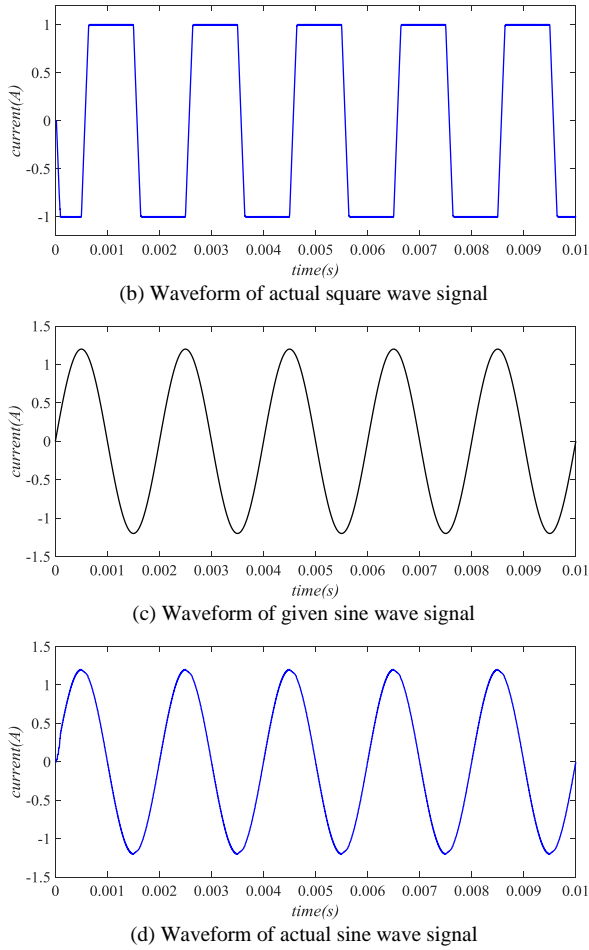 1
0.5
0
-0.5
-1
current(A)
0 0.001 0.002 0.003 0.004 0.005 0.006 0.007 0.008 0.009 0.01
time(s)
(b) Waveform of actual square wave signal
1.5
1
0.5
0
-0.5
-1
-1.5
current(A)
0 0.001 0.002 0.003 0.004 0.005 0.006 0.007 0.008 0.009 0.01
time(s)
(c) Waveform of given sine wave signal
1.5
1
0.5
0
-0.5
-1
-1.5
current(A)
0 0.001 0.002 0.003 0.004 0.005 0.006 0.007 0.008 0.009 0.01
time(s)
(d) Waveform of actual sine wave signal